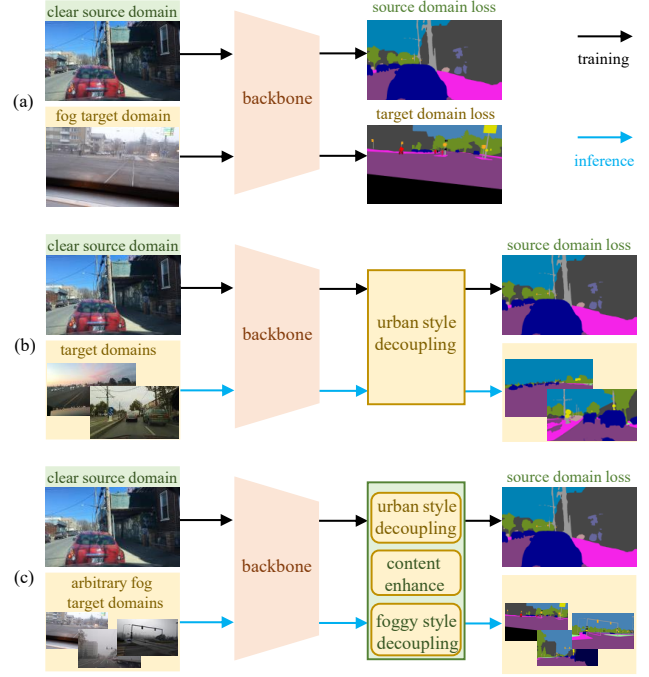 clear source domain
source domain loss
training
backbone
(a)
fog target domain
target domain loss
inference
clear source domain
source domain loss
backbone
urban style
decoupling
(b)
target domains
clear source domain
source domain loss
urban style
decoupling
backbone
content
enhance
(c)
arbitrary fog
target domains
foggy style
decoupling